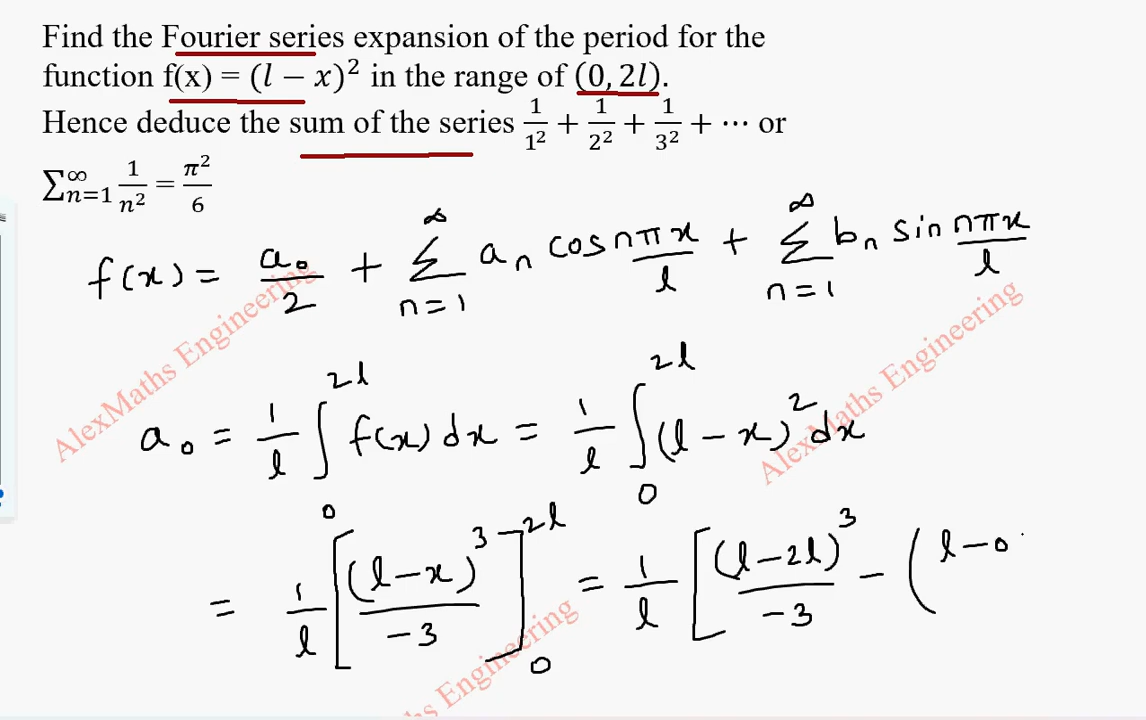 Find the Fourier series expansion of the period for the
function f(x) = (l − x)² in the range of (0, 2l).
Hence deduce the sum of the series 1/1² + 1/2² + 1/3² + ⋯ or
∑ₙ₌₁^∞ 1/n² = π²/6
f(x) = a₀/2 + ∑_{n=1}^∞ aₙ cos nπx/l + ∑_{n=1}^∞ bₙ sin nπx/l
a₀ = 1/l ∫₀^{2l} f(x) dx = 1/l ∫₀^{2l} (l − x)² dx
= 1/l [(l − x)³/−3]₀^{2l} = 1/l [(l − 2l)³/−3 − (l − 0
AlexMaths Engineering
AlexMaths Engineering
hs Engineering